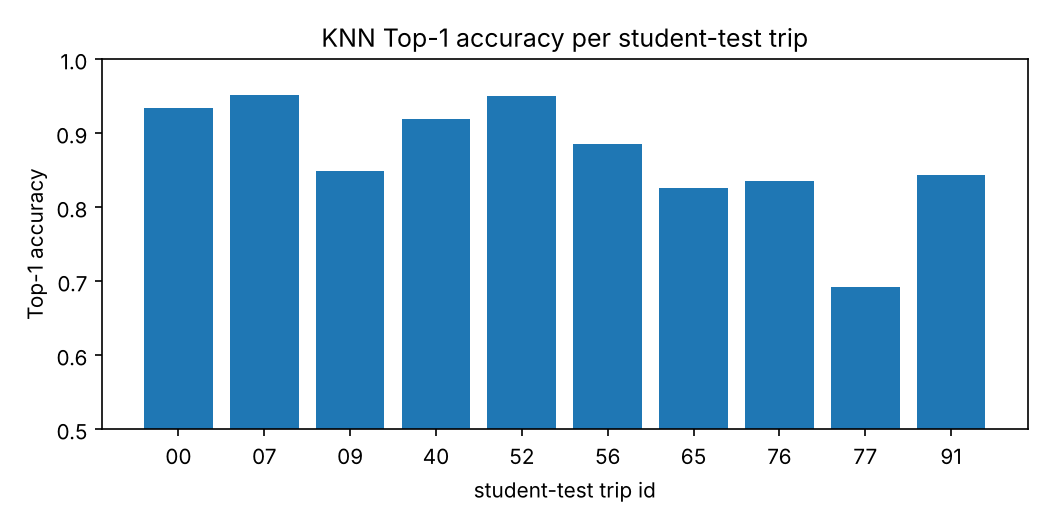 KNN Top-1 accuracy per student-test trip
1.0
0.9
0.8
0.7
0.6
0.5
Top-1 accuracy
00 07 09 40 52 56 65 76 77 91
student-test trip id